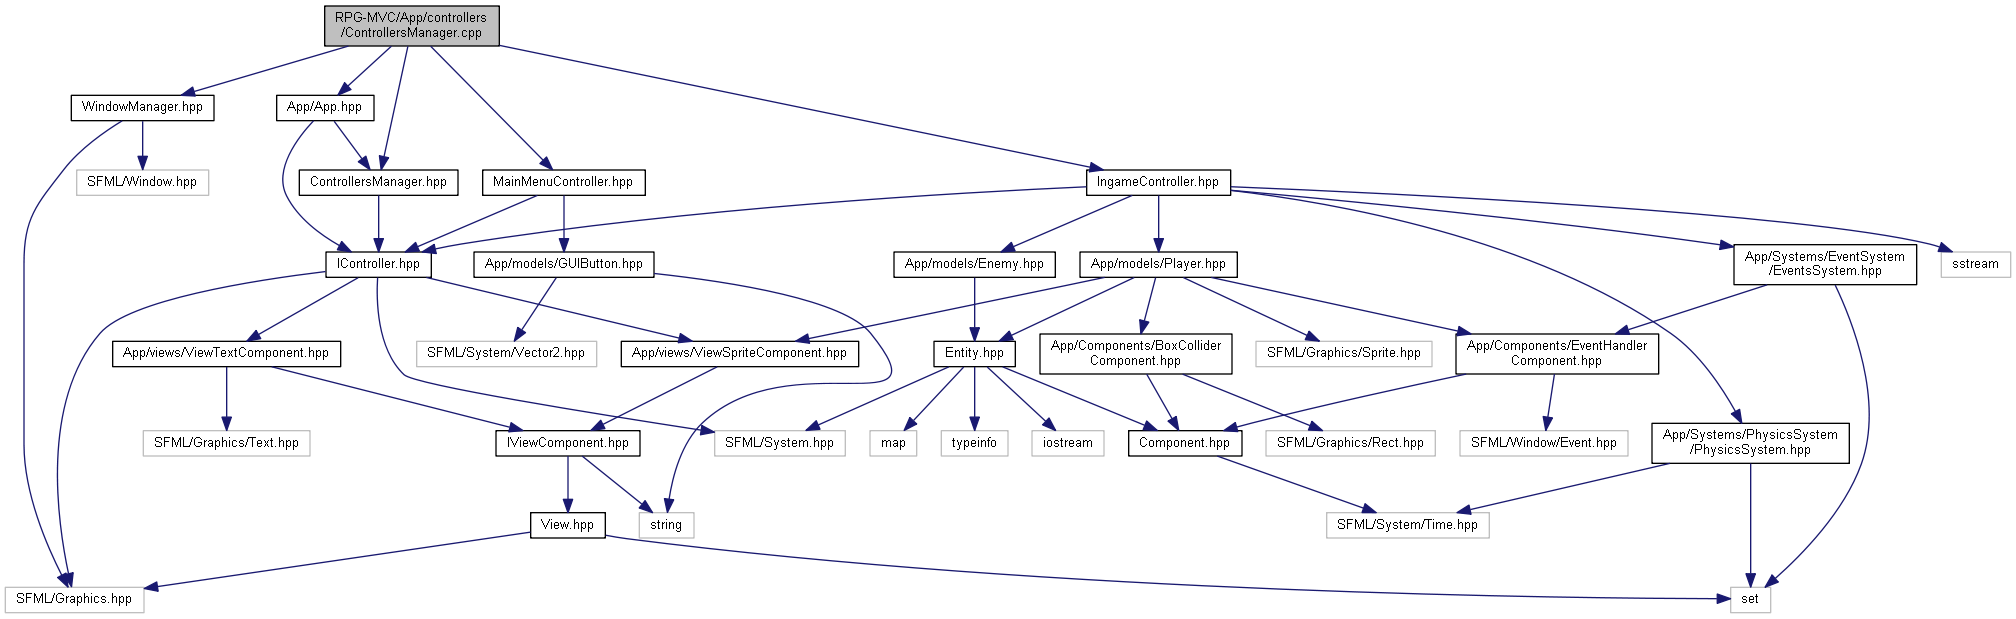 RPG-MVC/App/controllers
/ControllersManager.cpp
WindowManager.hpp
App/App.hpp
SFML/Window.hpp
ControllersManager.hpp
MainMenuController.hpp
IngameController.hpp
IController.hpp
App/models/GUIButton.hpp
App/models/Enemy.hpp
App/models/Player.hpp
App/Systems/EventSystem
/EventsSystem.hpp
sstream
App/views/ViewTextComponent.hpp
SFML/System/Vector2.hpp
App/views/ViewSpriteComponent.hpp
Entity.hpp
App/Components/BoxCollider
Component.hpp
SFML/Graphics/Sprite.hpp
App/Components/EventHandler
Component.hpp
SFML/Graphics/Text.hpp
IViewComponent.hpp
SFML/System.hpp
map
typeinfo
iostream
Component.hpp
SFML/Graphics/Rect.hpp
SFML/Window/Event.hpp
App/Systems/PhysicsSystem
/PhysicsSystem.hpp
View.hpp
string
SFML/System/Time.hpp
SFML/Graphics.hpp
set